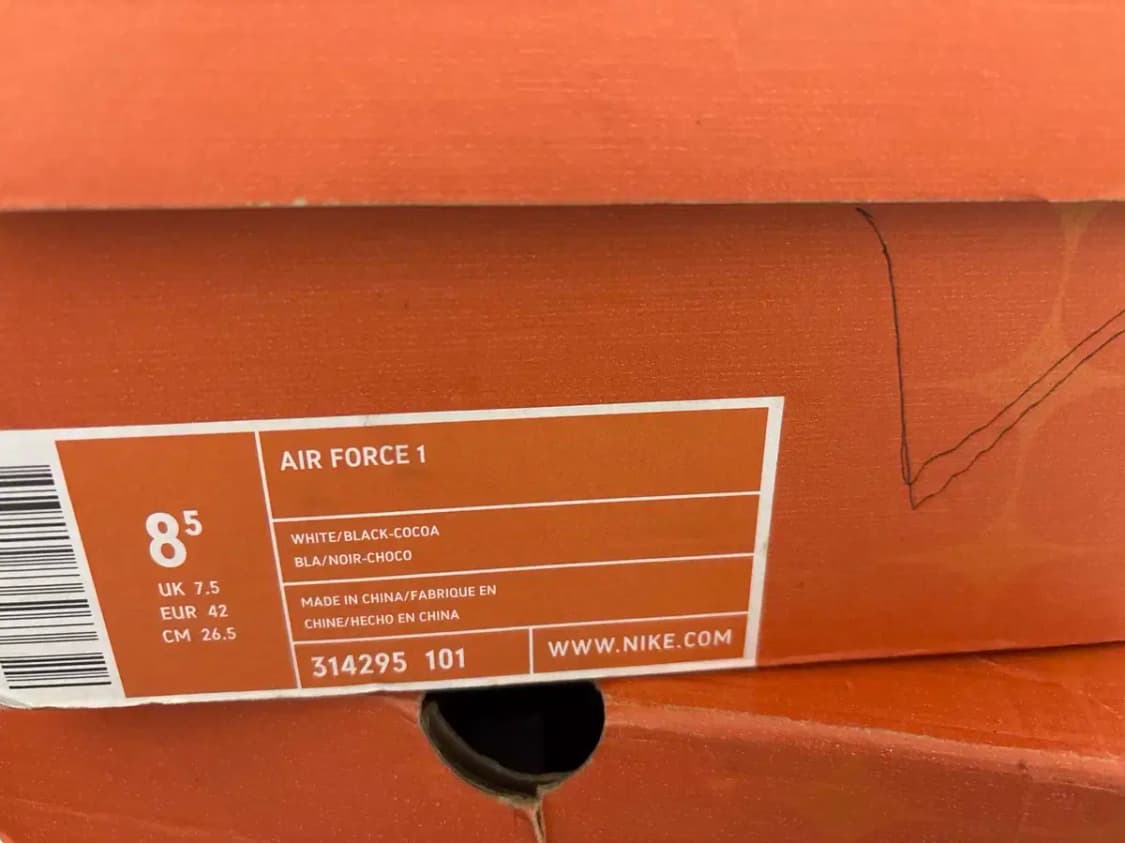 8⁵
UK 7.5
EUR 42
CM 26.5
AIR FORCE 1
WHITE/BLACK-COCOA
BLA/NOIR-CHOCO
MADE IN CHINA/FABRIQUE EN
CHINE/HECHO EN CHINA
314295 101
WWW.NIKE.COM